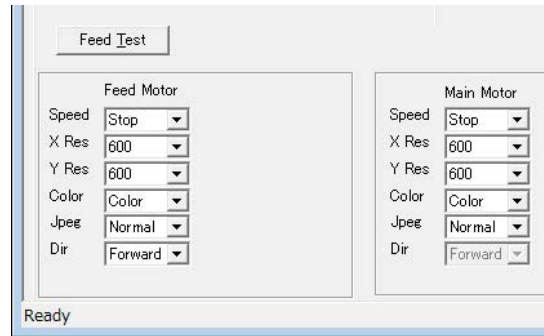 Feed Test
Feed Motor
Speed Stop
X Res 600
Y Res 600
Color Color
Jpeg Normal
Dir Forward
Main Motor
Speed Stop
X Res 600
Y Res 600
Color Color
Jpeg Normal
Dir Forward
Ready